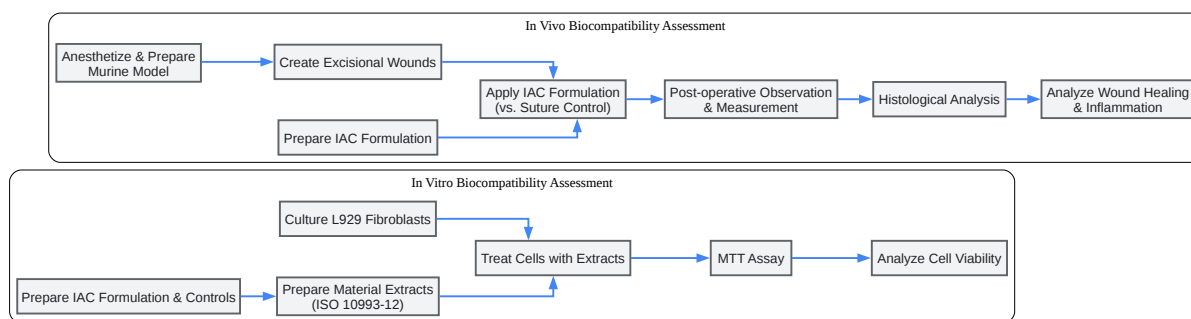 In Vivo Biocompatibility Assessment
Anesthetize & Prepare
Murine Model
Create Excisional Wounds
Prepare IAC Formulation
Apply IAC Formulation
(vs. Suture Control)
Post-operative Observation
& Measurement
Histological Analysis
Analyze Wound Healing
& Inflammation
In Vitro Biocompatibility Assessment
Culture L929 Fibroblasts
Prepare IAC Formulation & Controls
Prepare Material Extracts
(ISO 10993-12)
Treat Cells with Extracts
MTT Assay
Analyze Cell Viability